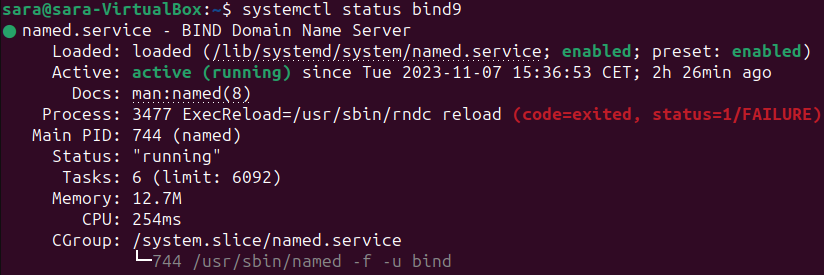 sara@sara-VirtualBox:~$ systemctl status bind9
● named.service - BIND Domain Name Server
Loaded: loaded (/lib/systemd/system/named.service; enabled; preset: enabled)
Active: active (running) since Tue 2023-11-07 15:36:53 CET; 2h 26min ago
Docs: man:named(8)
Process: 3477 ExecReload=/usr/sbin/rndc reload (code=exited, status=1/FAILURE)
Main PID: 744 (named)
Status: "running"
Tasks: 6 (limit: 6092)
Memory: 12.7M
CPU: 254ms
CGroup: /system.slice/named.service
└─744 /usr/sbin/named -f -u bind